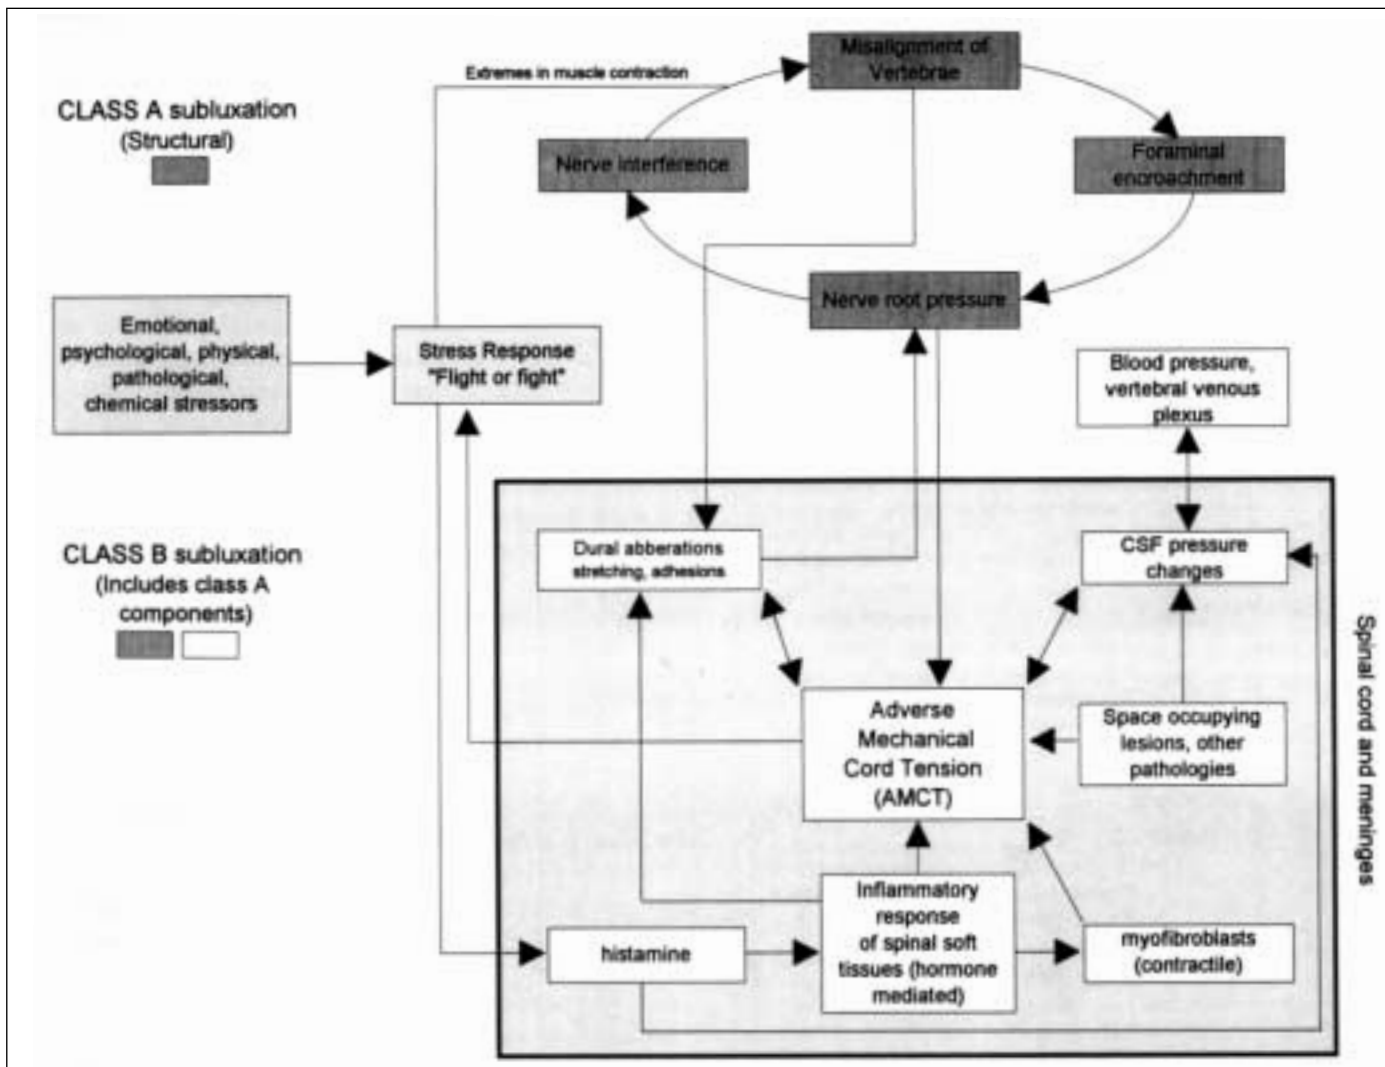 Extremes in muscle contraction
Misalignment of
Vertebrae
CLASS A subluxation
(Structural)
Nerve interference
Foraminal
encroachment
Nerve root pressure
Emotional,
psychological, physical,
pathological,
chemical stressors
Stress Response
"Flight or fight"
Blood pressure,
vertebral venous
plexus
CLASS B subluxation
(Includes class A
components)
Dural abberations
stretching, adhesions
CSF pressure
changes
Spinal cord and meninges
Adverse
Mechanical
Cord Tension
(AMCT)
Space occupying
lesions, other
pathologies
histamine
Inflammatory
response
of spinal soft
tissues (hormone
mediated)
myofibroblasts
(contractile)